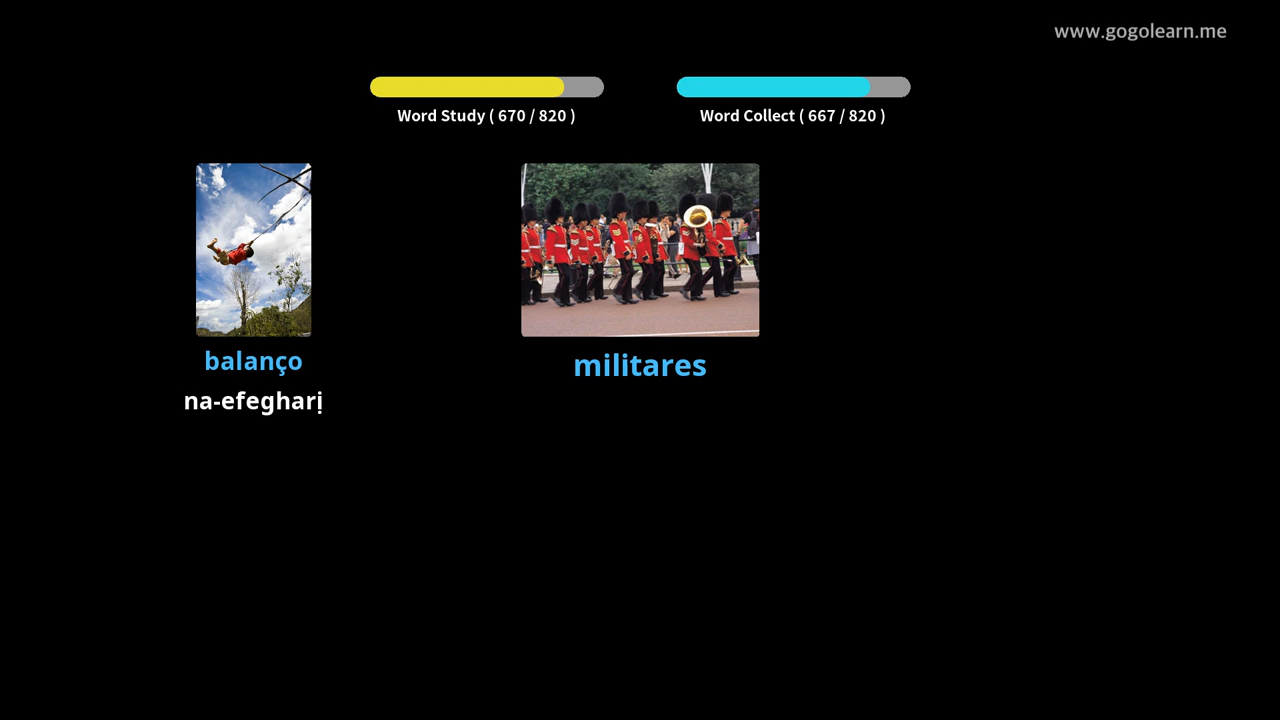 www.gogolearn.me
Word Study ( 670 / 820 )
Word Collect ( 667 / 820 )
balanço
na-efegharị
militares